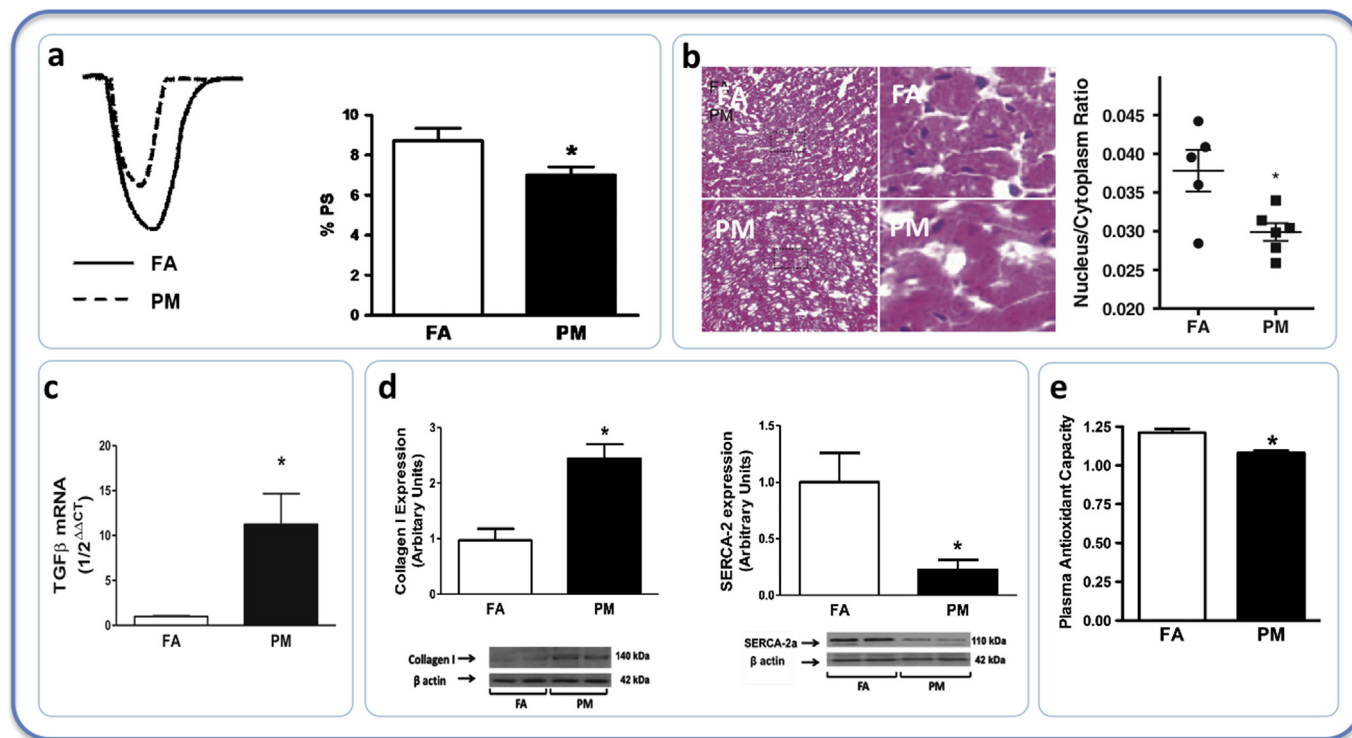 a
FA
PM
% PS
10
8
6
4
2
0
*
FA
PM
b
FA
FA
PM
FA
PM
PM
Nucleus/Cytoplasm Ratio
0.045
0.040
0.035
0.030
0.025
0.020
*
FA
PM
c
TGFβ mRNA
(1/2^ΔΔCT)
20
15
10
5
0
*
FA
PM
d
Collagen I Expression
(Arbitary Units)
3
2
1
0
*
FA
PM
Collagen I
140 kDa
β actin
42 kDa
FA
PM
SERCA-2 expression
(Arbitrary Units)
1.5
1.0
0.5
0.0
*
FA
PM
SERCA-2a
110 kDa
β actin
42 kDa
FA
PM
e
Plasma Antioxidant Capacity
1.25
1.00
0.75
0.50
0.25
0.00
*
FA
PM